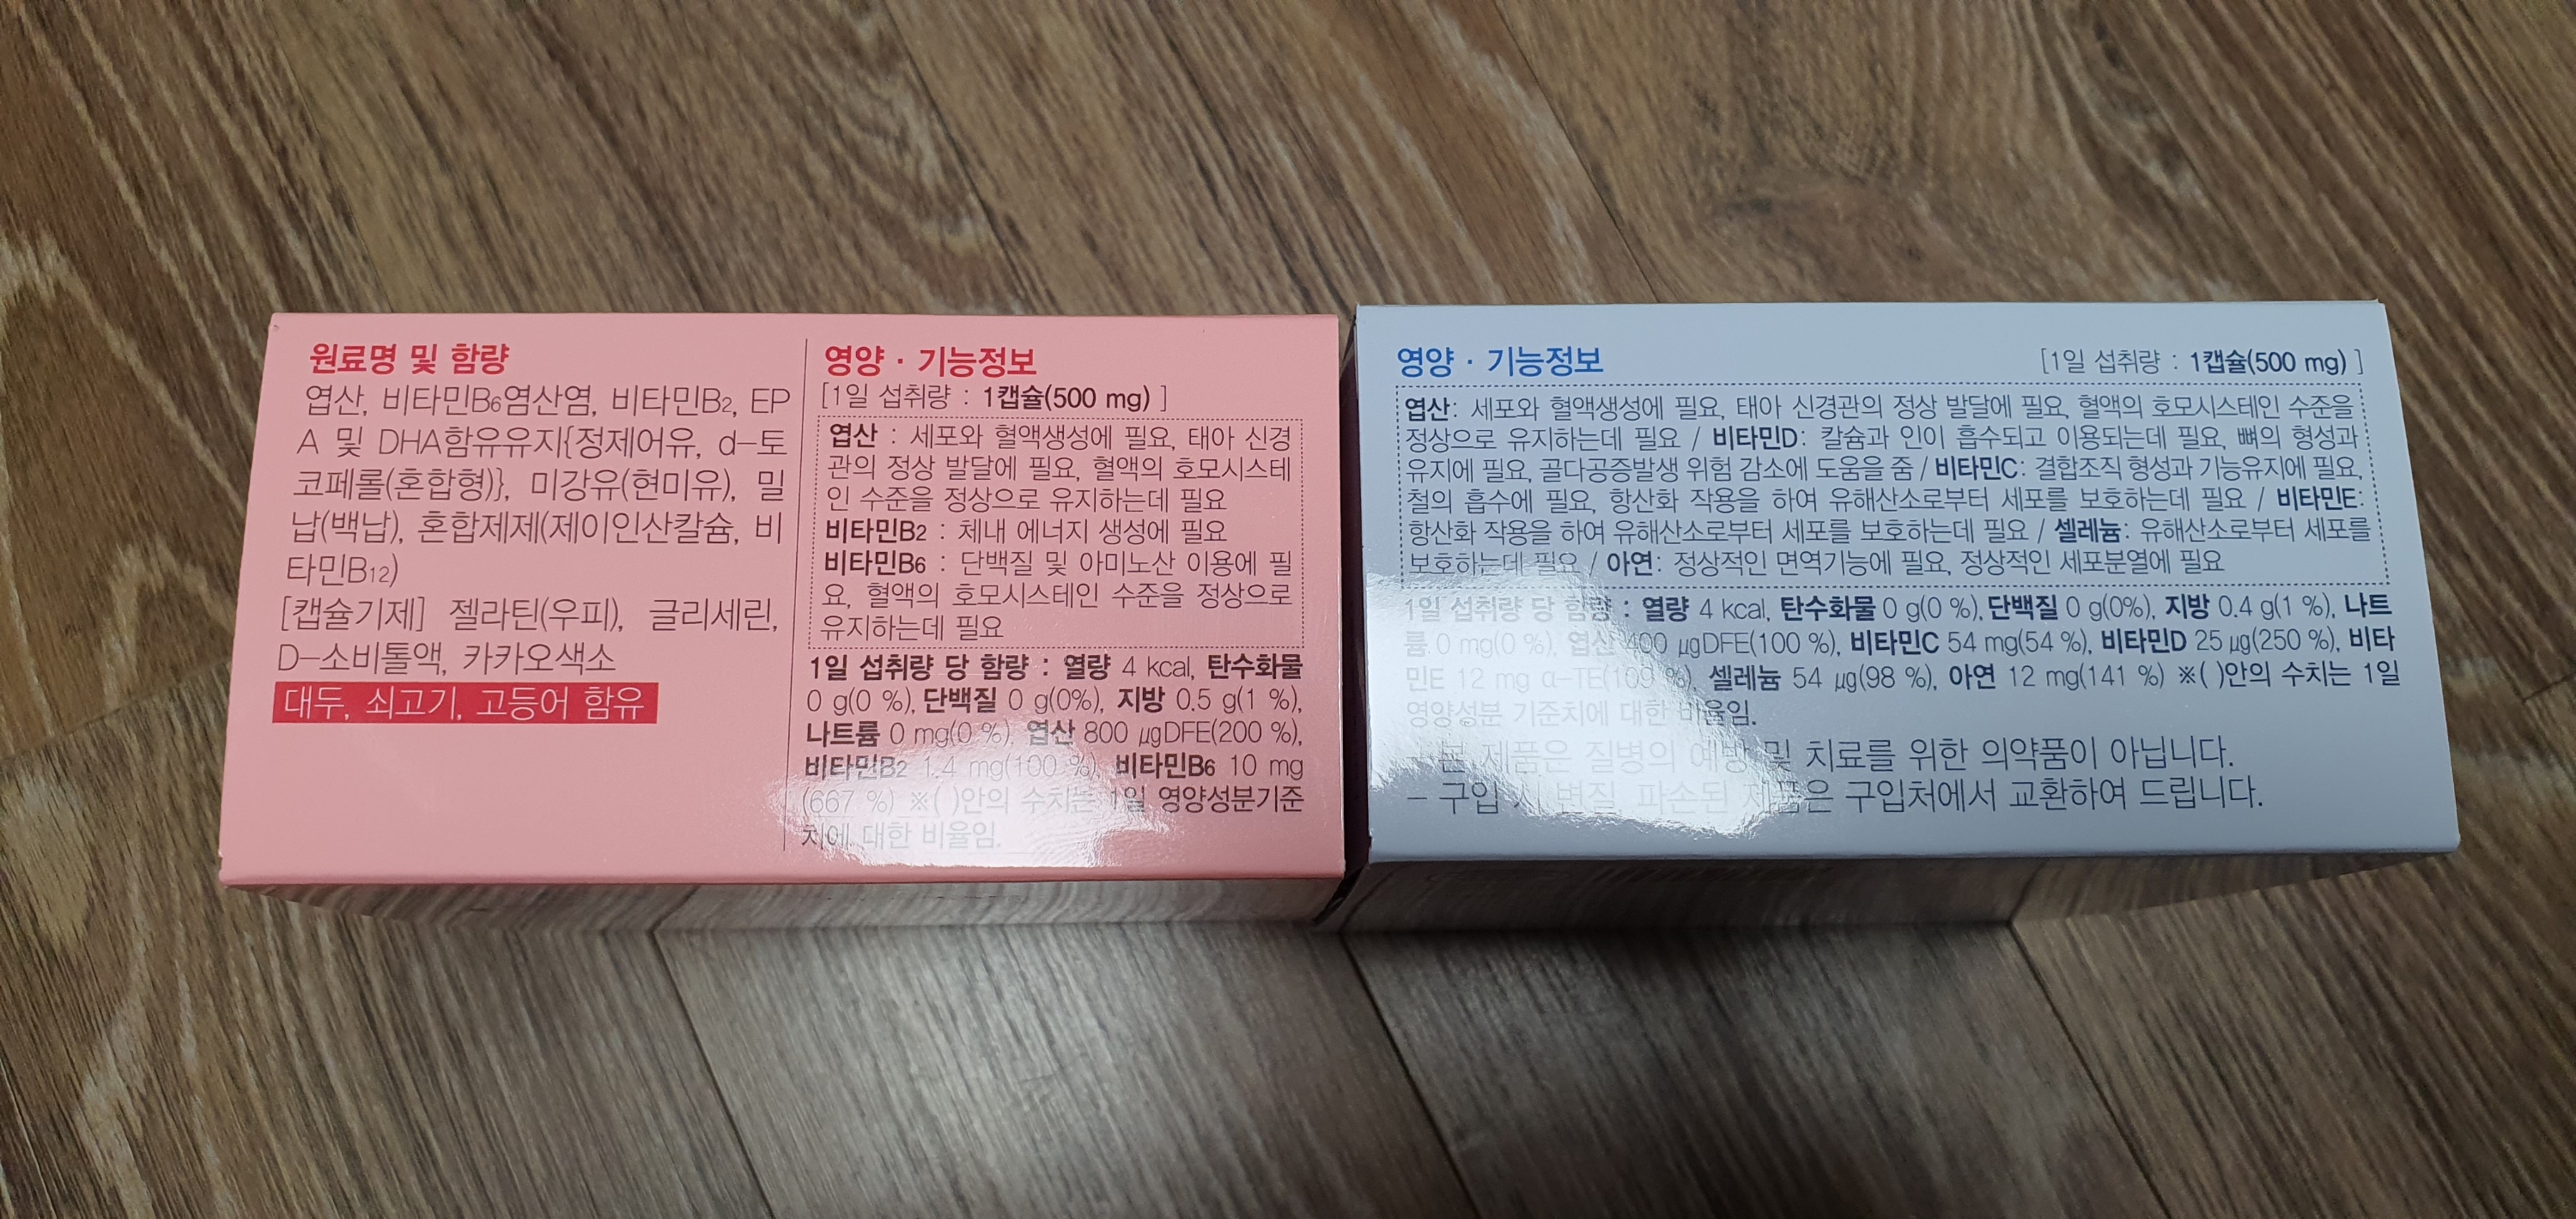 원료명 및 함량
엽산, 비타민B6염산염, 비타민B2, EP
A 및 DHA함유유지{정제어유, d-토
코페롤(혼합형)}, 미강유(현미유), 밀
납(백납), 혼합제제(제이인산칼슘, 비
타민B12)
[캡슐기제] 젤라틴(우피), 글리세린,
D-소비톨액, 카카오색소
대두, 쇠고기, 고등어 함유
영양 · 기능정보
[1일 섭취량 : 1캡슐(500 mg) ]
엽산 : 세포와 혈액생성에 필요, 태아 신경
관의 정상 발달에 필요, 혈액의 호모시스테
인 수준을 정상으로 유지하는데 필요
비타민B2 : 체내 에너지 생성에 필요
비타민B6 : 단백질 및 아미노산 이용에 필
요, 혈액의 호모시스테인 수준을 정상으로
유지하는데 필요
1일 섭취량 당 함량 : 열량 4 kcal, 탄수화물
0 g(0 %), 단백질 0 g(0%), 지방 0.5 g(1 %),
나트륨 0 mg(0 %), 엽산 800 μgDFE(200 %),
비타민B2 1.4 mg(100 %), 비타민B6 10 mg
(667 %) ※( )안의 수치는 1일 영양성분기준
치에 대한 비율임.
영양 · 기능정보
[1일 섭취량 : 1캡슐(500 mg) ]
엽산: 세포와 혈액생성에 필요, 태아 신경관의 정상 발달에 필요, 혈액의 호모시스테인 수준을
정상으로 유지하는데 필요 / 비타민D: 칼슘과 인이 흡수되고 이용되는데 필요, 뼈의 형성과
유지에 필요, 골다공증발생 위험 감소에 도움을 줌 / 비타민C: 결합조직 형성과 기능유지에 필요,
철의 흡수에 필요, 항산화 작용을 하여 유해산소로부터 세포를 보호하는데 필요 / 비타민E:
항산화 작용을 하여 유해산소로부터 세포를 보호하는데 필요 / 셀레늄: 유해산소로부터 세포를
보호하는데 필요 / 아연: 정상적인 면역기능에 필요, 정상적인 세포분열에 필요
1일 섭취량 당 함량 : 열량 4 kcal, 탄수화물 0 g(0 %), 단백질 0 g(0%), 지방 0.4 g(1 %), 나트
륨 0 mg(0 %), 엽산 400 μgDFE(100 %), 비타민C 54 mg(54 %), 비타민D 25 μg(250 %), 비타
민E 12 mg α-TE(109 %), 셀레늄 54 μg(98 %), 아연 12 mg(141 %) ※( )안의 수치는 1일
영양성분 기준치에 대한 비율임.
- 본 제품은 질병의 예방 및 치료를 위한 의약품이 아닙니다.
- 구입 시 변질, 파손된 제품은 구입처에서 교환하여 드립니다.